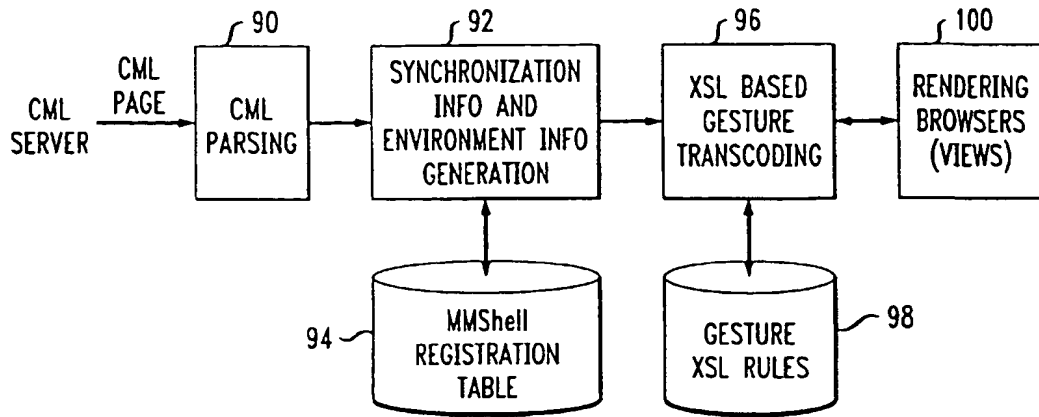 90
92
96
100
CML
PAGE
CML
SERVER
CML
PARSING
SYNCHRONIZATION
INFO AND
ENVIRONMENT INFO
GENERATION
XSL BASED
GESTURE
TRANSCODING
RENDERING
BROWSERS
(VIEWS)
94
MMShell
REGISTRATION
TABLE
GESTURE
XSL RULES
98